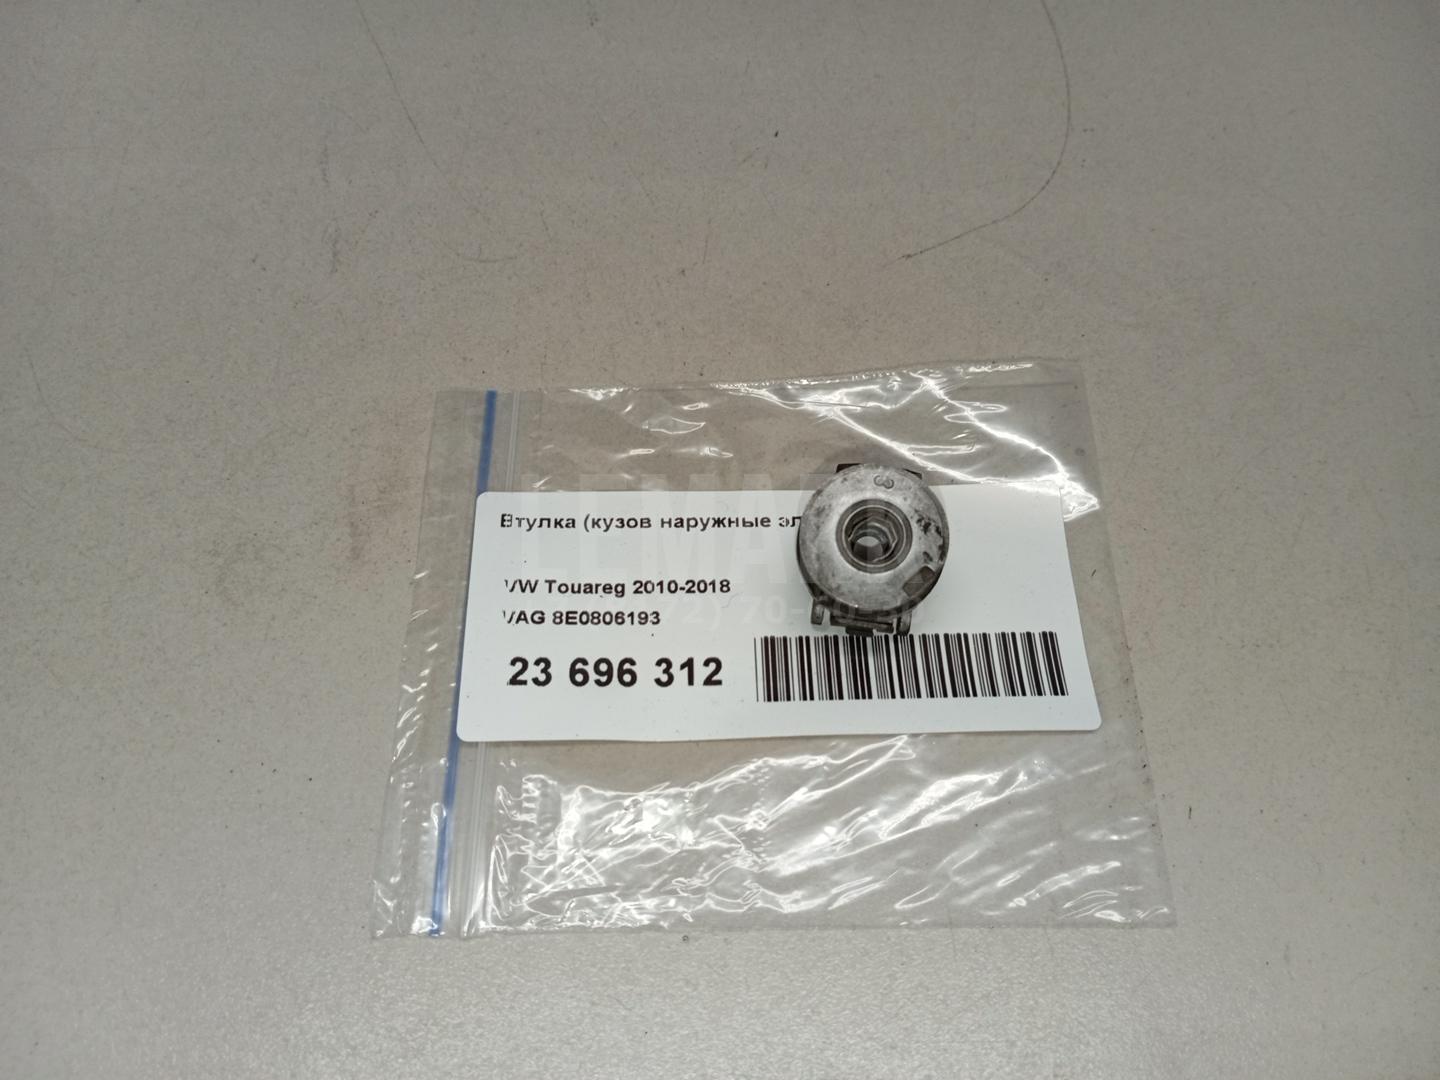 Втулка (кузов наружные эл
VW Touareg 2010-2018
VAG 8E0806193
23 696 312